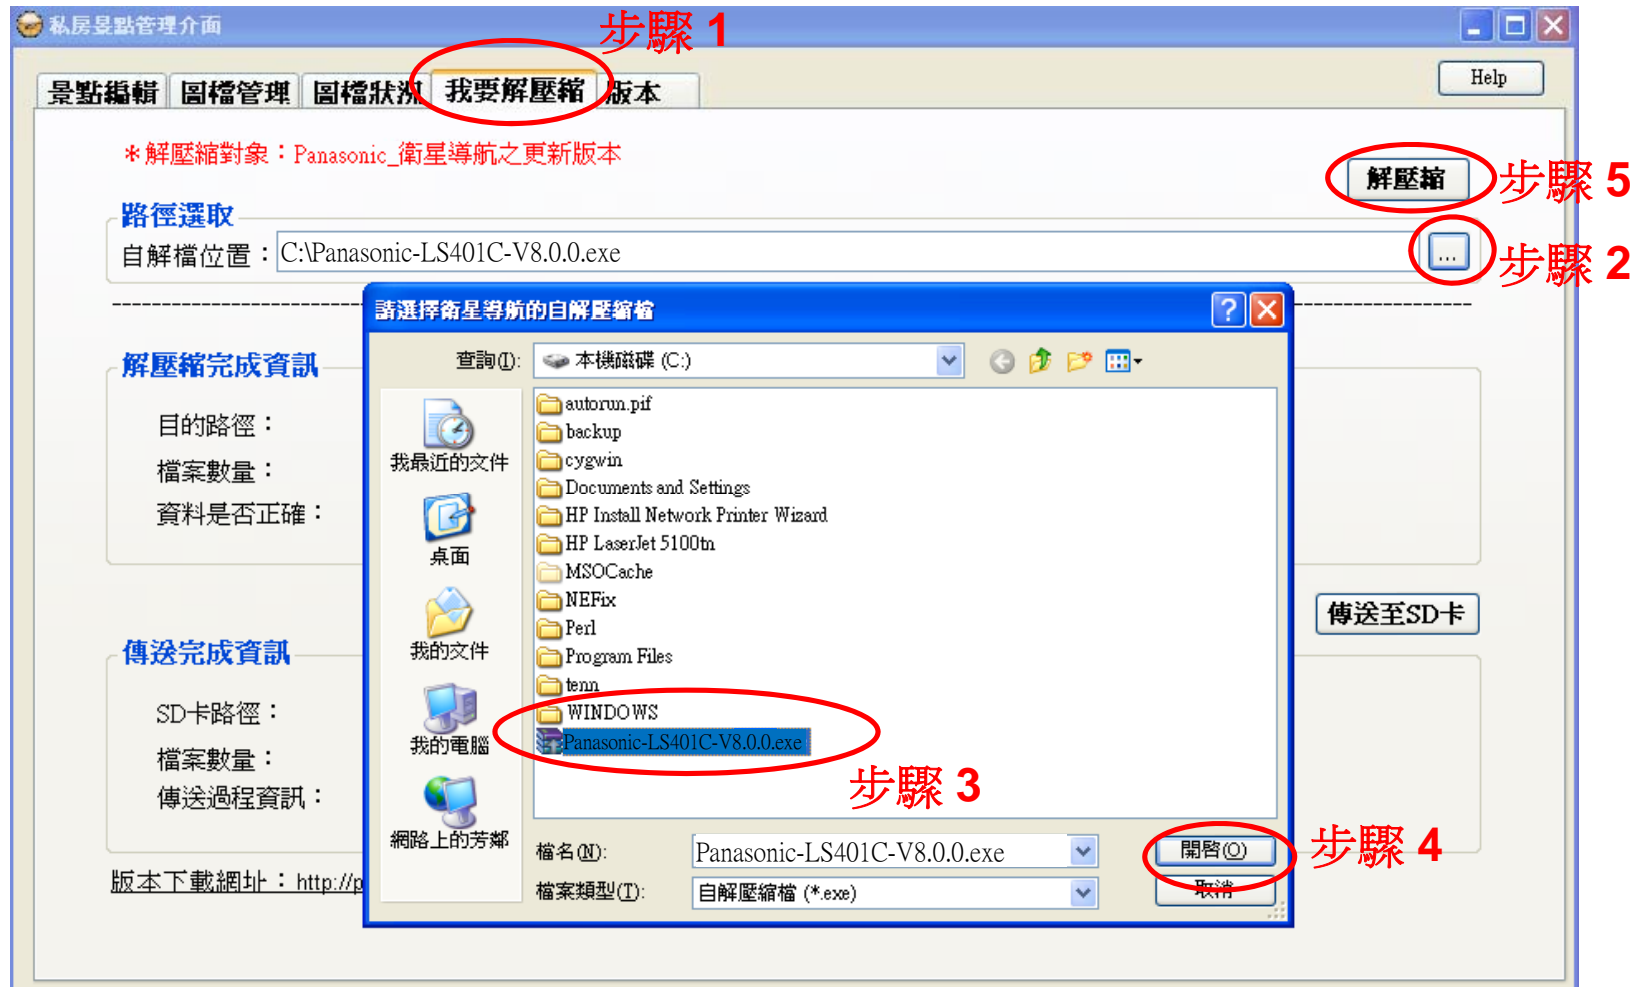 私房景點管理介面
步驟 1
景點編輯 圖檔管理 圖檔狀況 我要解壓縮 版本
Help
＊解壓縮對象：Panasonic_衛星導航之更新版本
解壓縮 步驟 5
路徑選取
自解檔位置：C:\Panasonic-LS401C-V8.0.0.exe
... 步驟 2
請選擇衛星導航的自解壓縮檔
查詢(I): 本機磁碟 (C:)
解壓縮完成資訊
目的路徑：
檔案數量：
資料是否正確：
傳送至SD卡
傳送完成資訊
SD卡路徑：
檔案數量：
傳送過程資訊：
我最近的文件
桌面
我的文件
我的電腦
網路上的芳鄰
autorun.pif
backup
cygwin
Documents and Settings
HP Install Network Printer Wizard
HP LaserJet 5100tn
MSOCache
NEFix
Perl
Program Files
tenn
WINDOWS
Panasonic-LS401C-V8.0.0.exe
步驟 3
檔名(N): Panasonic-LS401C-V8.0.0.exe 開啓(O) 步驟 4
檔案類型(T): 自解壓縮檔 (*.exe) 取消
版本下載網址：http://p